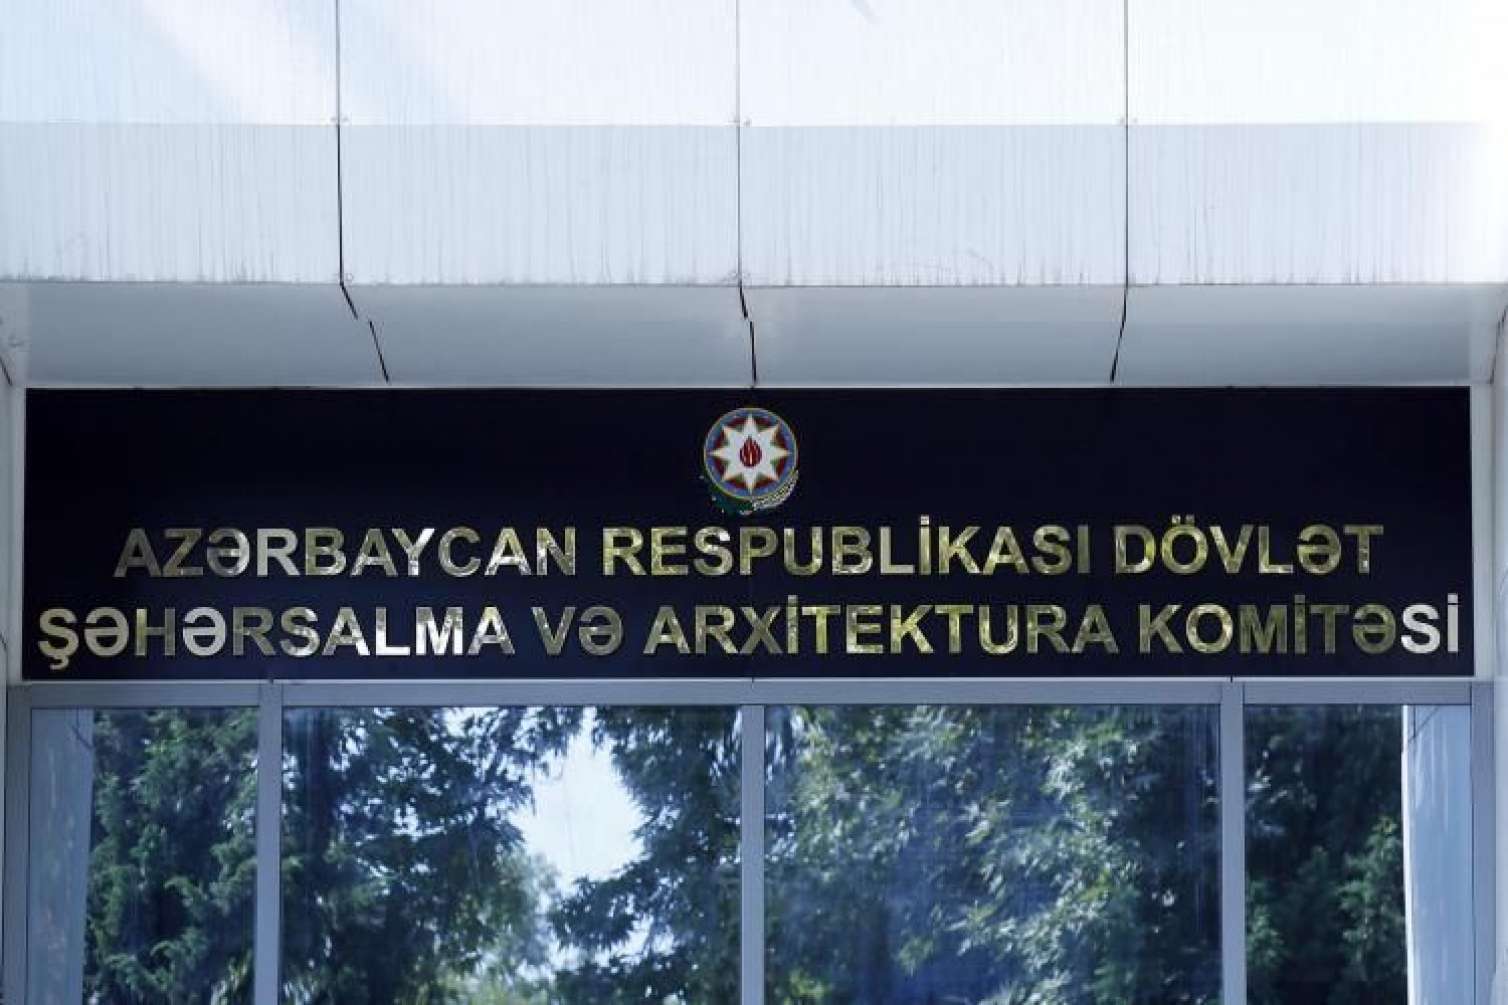 AZƏRBAYCAN RESPUBLİKASI DÖVLƏT
ŞƏHƏRSALMA VƏ ARXİTEKTURA KOMİTƏSİ